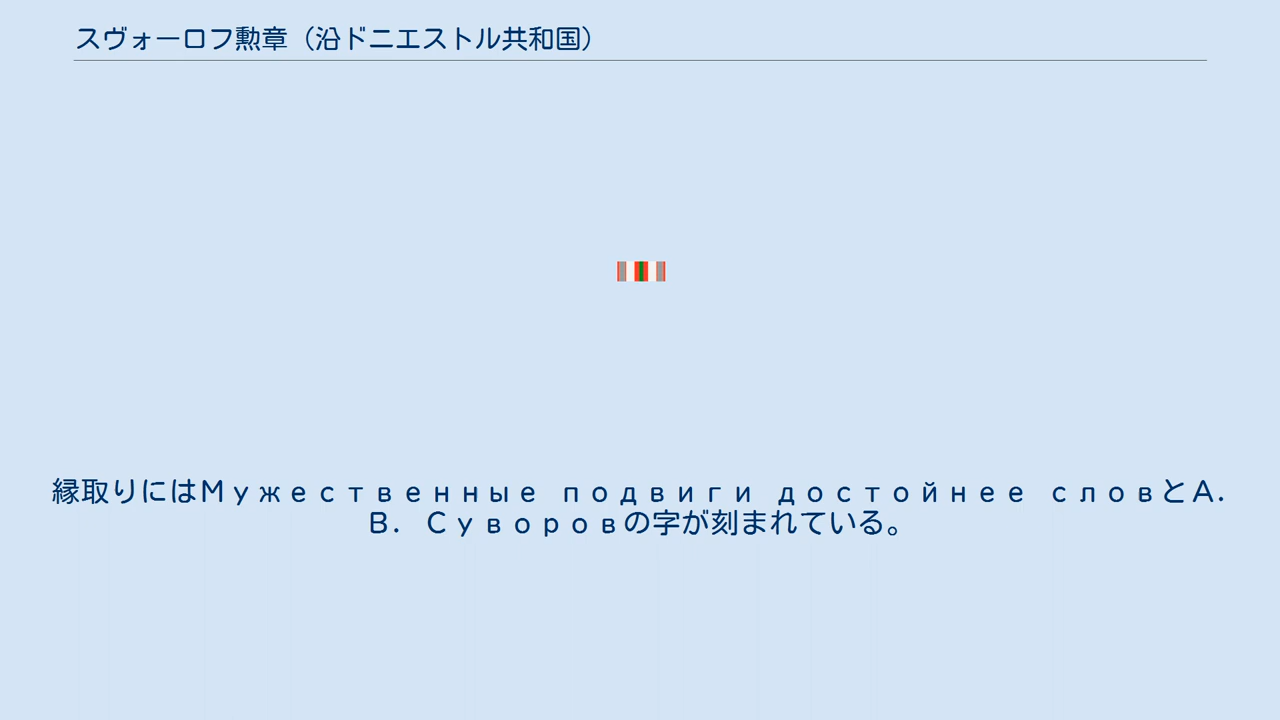 スヴォーロフ勲章（沿ドニエストル共和国）
縁取りにはМужественные подвиги достойнее словとА.
В. Суворовの字が刻まれている。